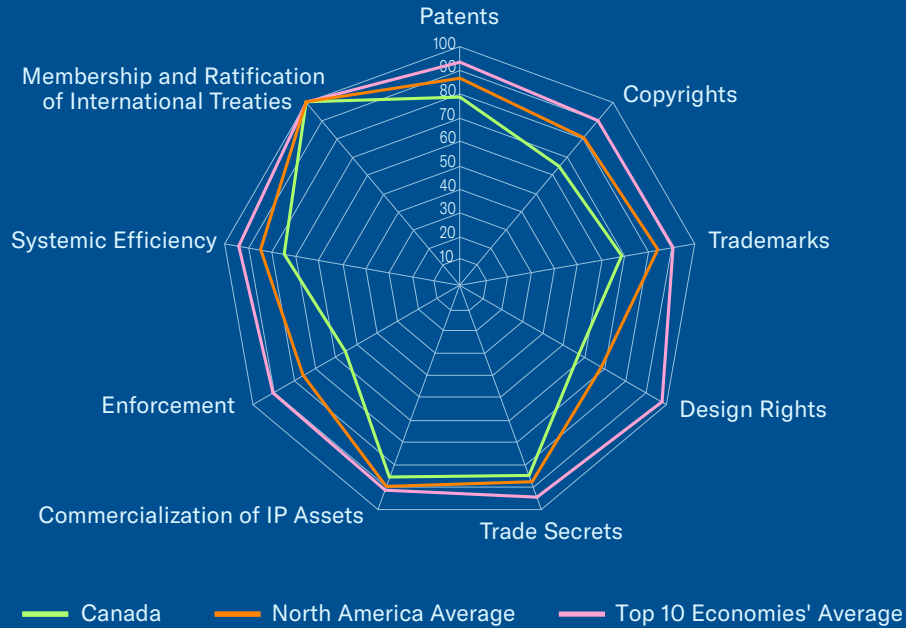 Patents
100
90
80
70
60
50
40
30
20
10
Membership and Ratification
of International Treaties
Copyrights
Systemic Efficiency
Trademarks
Enforcement
Design Rights
Commercialization of IP Assets
Trade Secrets
Canada
North America Average
Top 10 Economies' Average